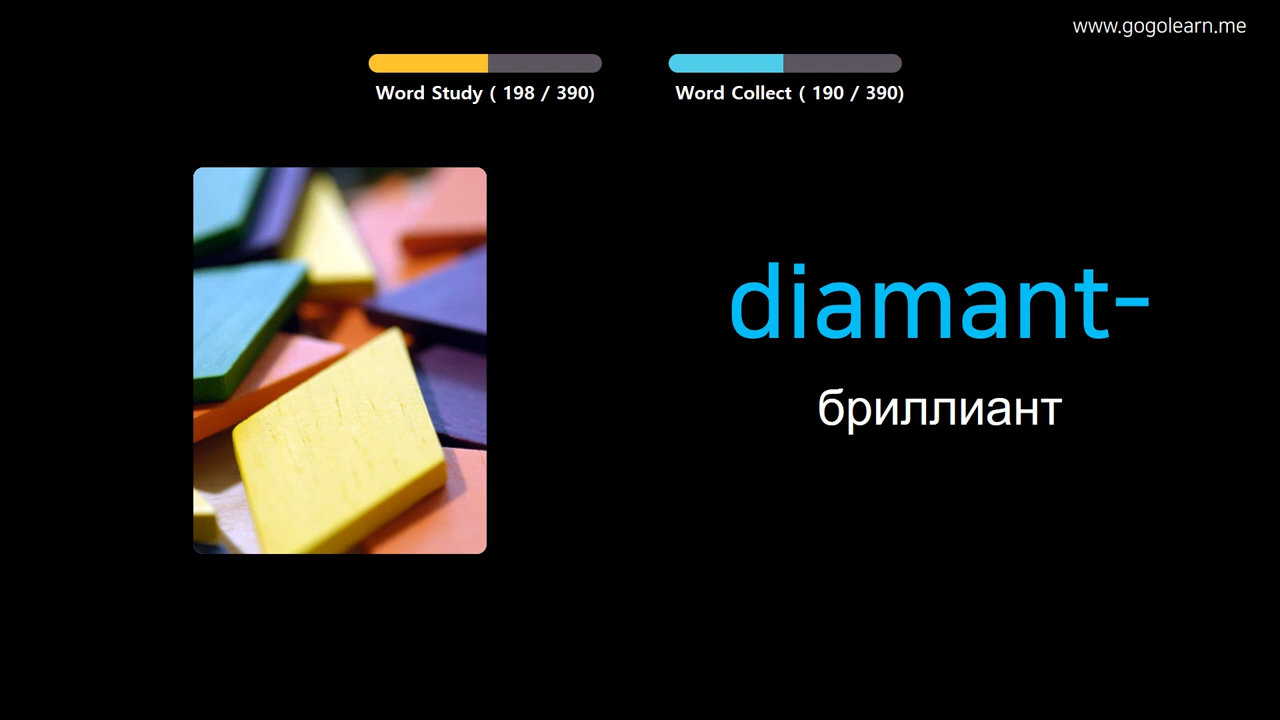 www.gogolearn.me
Word Study ( 198 / 390)
Word Collect ( 190 / 390)
diamant-
бриллиант